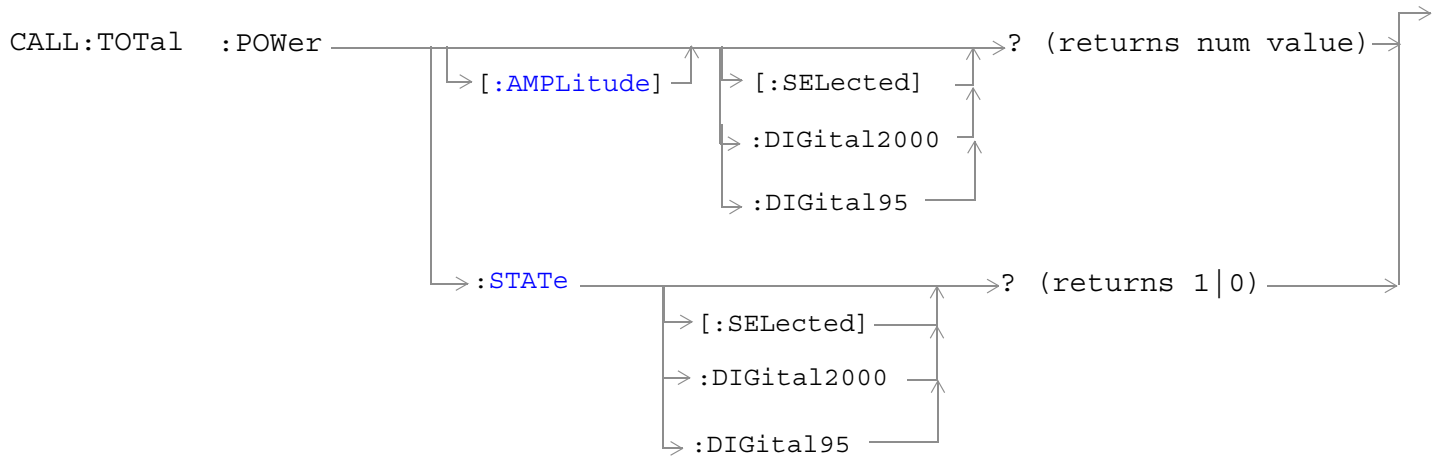 CALL:TOTal :POWer ? (returns num value)
[:AMPLitude] [:SELected]
:DIGital2000
:DIGital95
:STATe ? (returns 1|0)
[:SELected]
:DIGital2000
:DIGital95